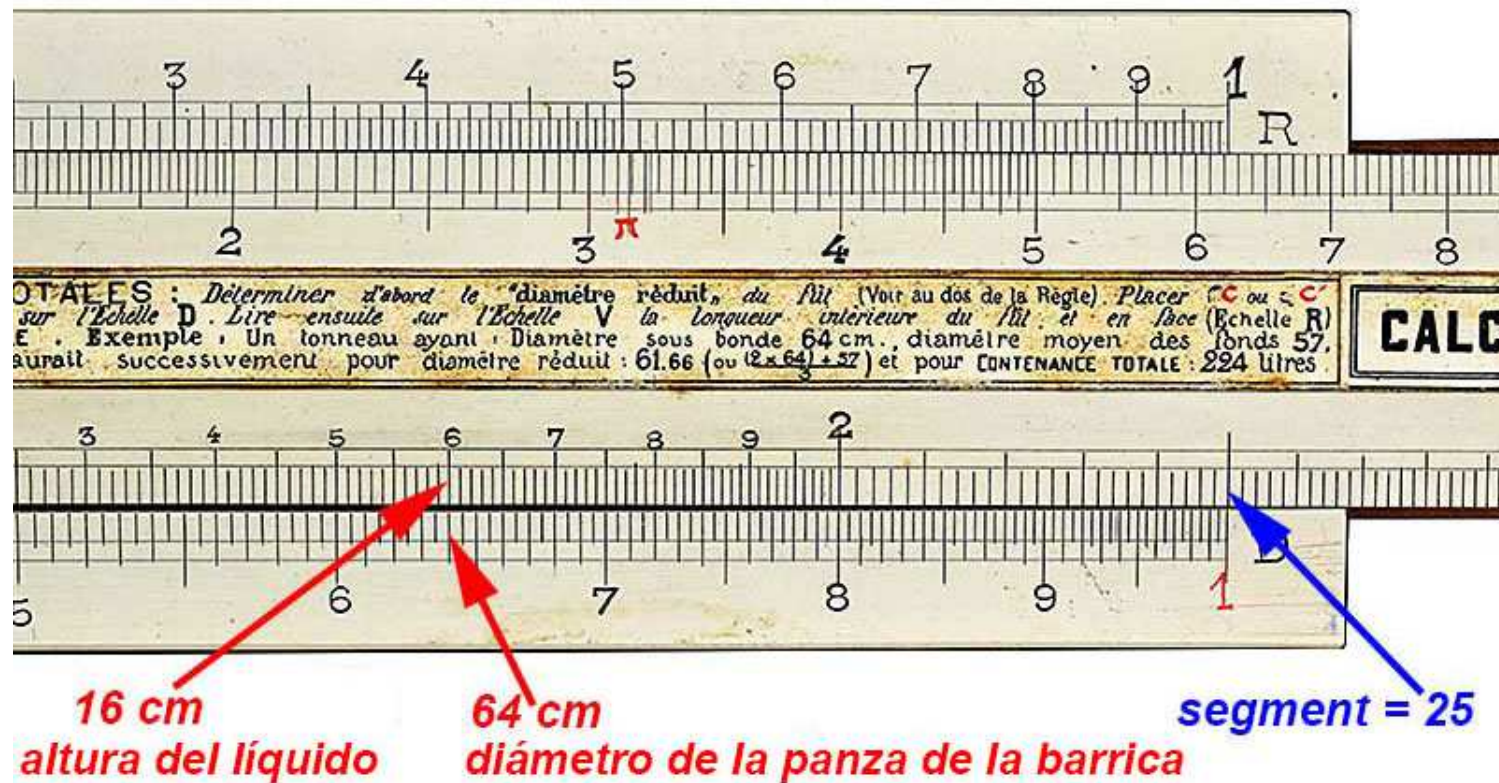 3 4 5 6 7 8 9 1 R
2 3 π 4 5 6 7 8
OTALES : Déterminer d'abord le "diamètre réduit„ du fût (Voir au dos de la Règle). Placer C ou C'
sur l'Echelle D. Lire ensuite sur l'Echelle V la longueur intérieure du fût. et en face (Echelle R)
E. Exemple : Un tonneau ayant : Diamètre sous bonde 64 cm., diamètre moyen des fonds 57.
aurait successivement pour diamètre réduit : 61.66 (ou (2 x 64) + 57 / 3) et pour CONTENANCE TOTALE : 224 litres.
CALC
3 4 5 6 7 8 9 2
5 6 7 8 9 1 D
16 cm
altura del líquido
64 cm
diámetro de la panza de la barrica
segment = 25